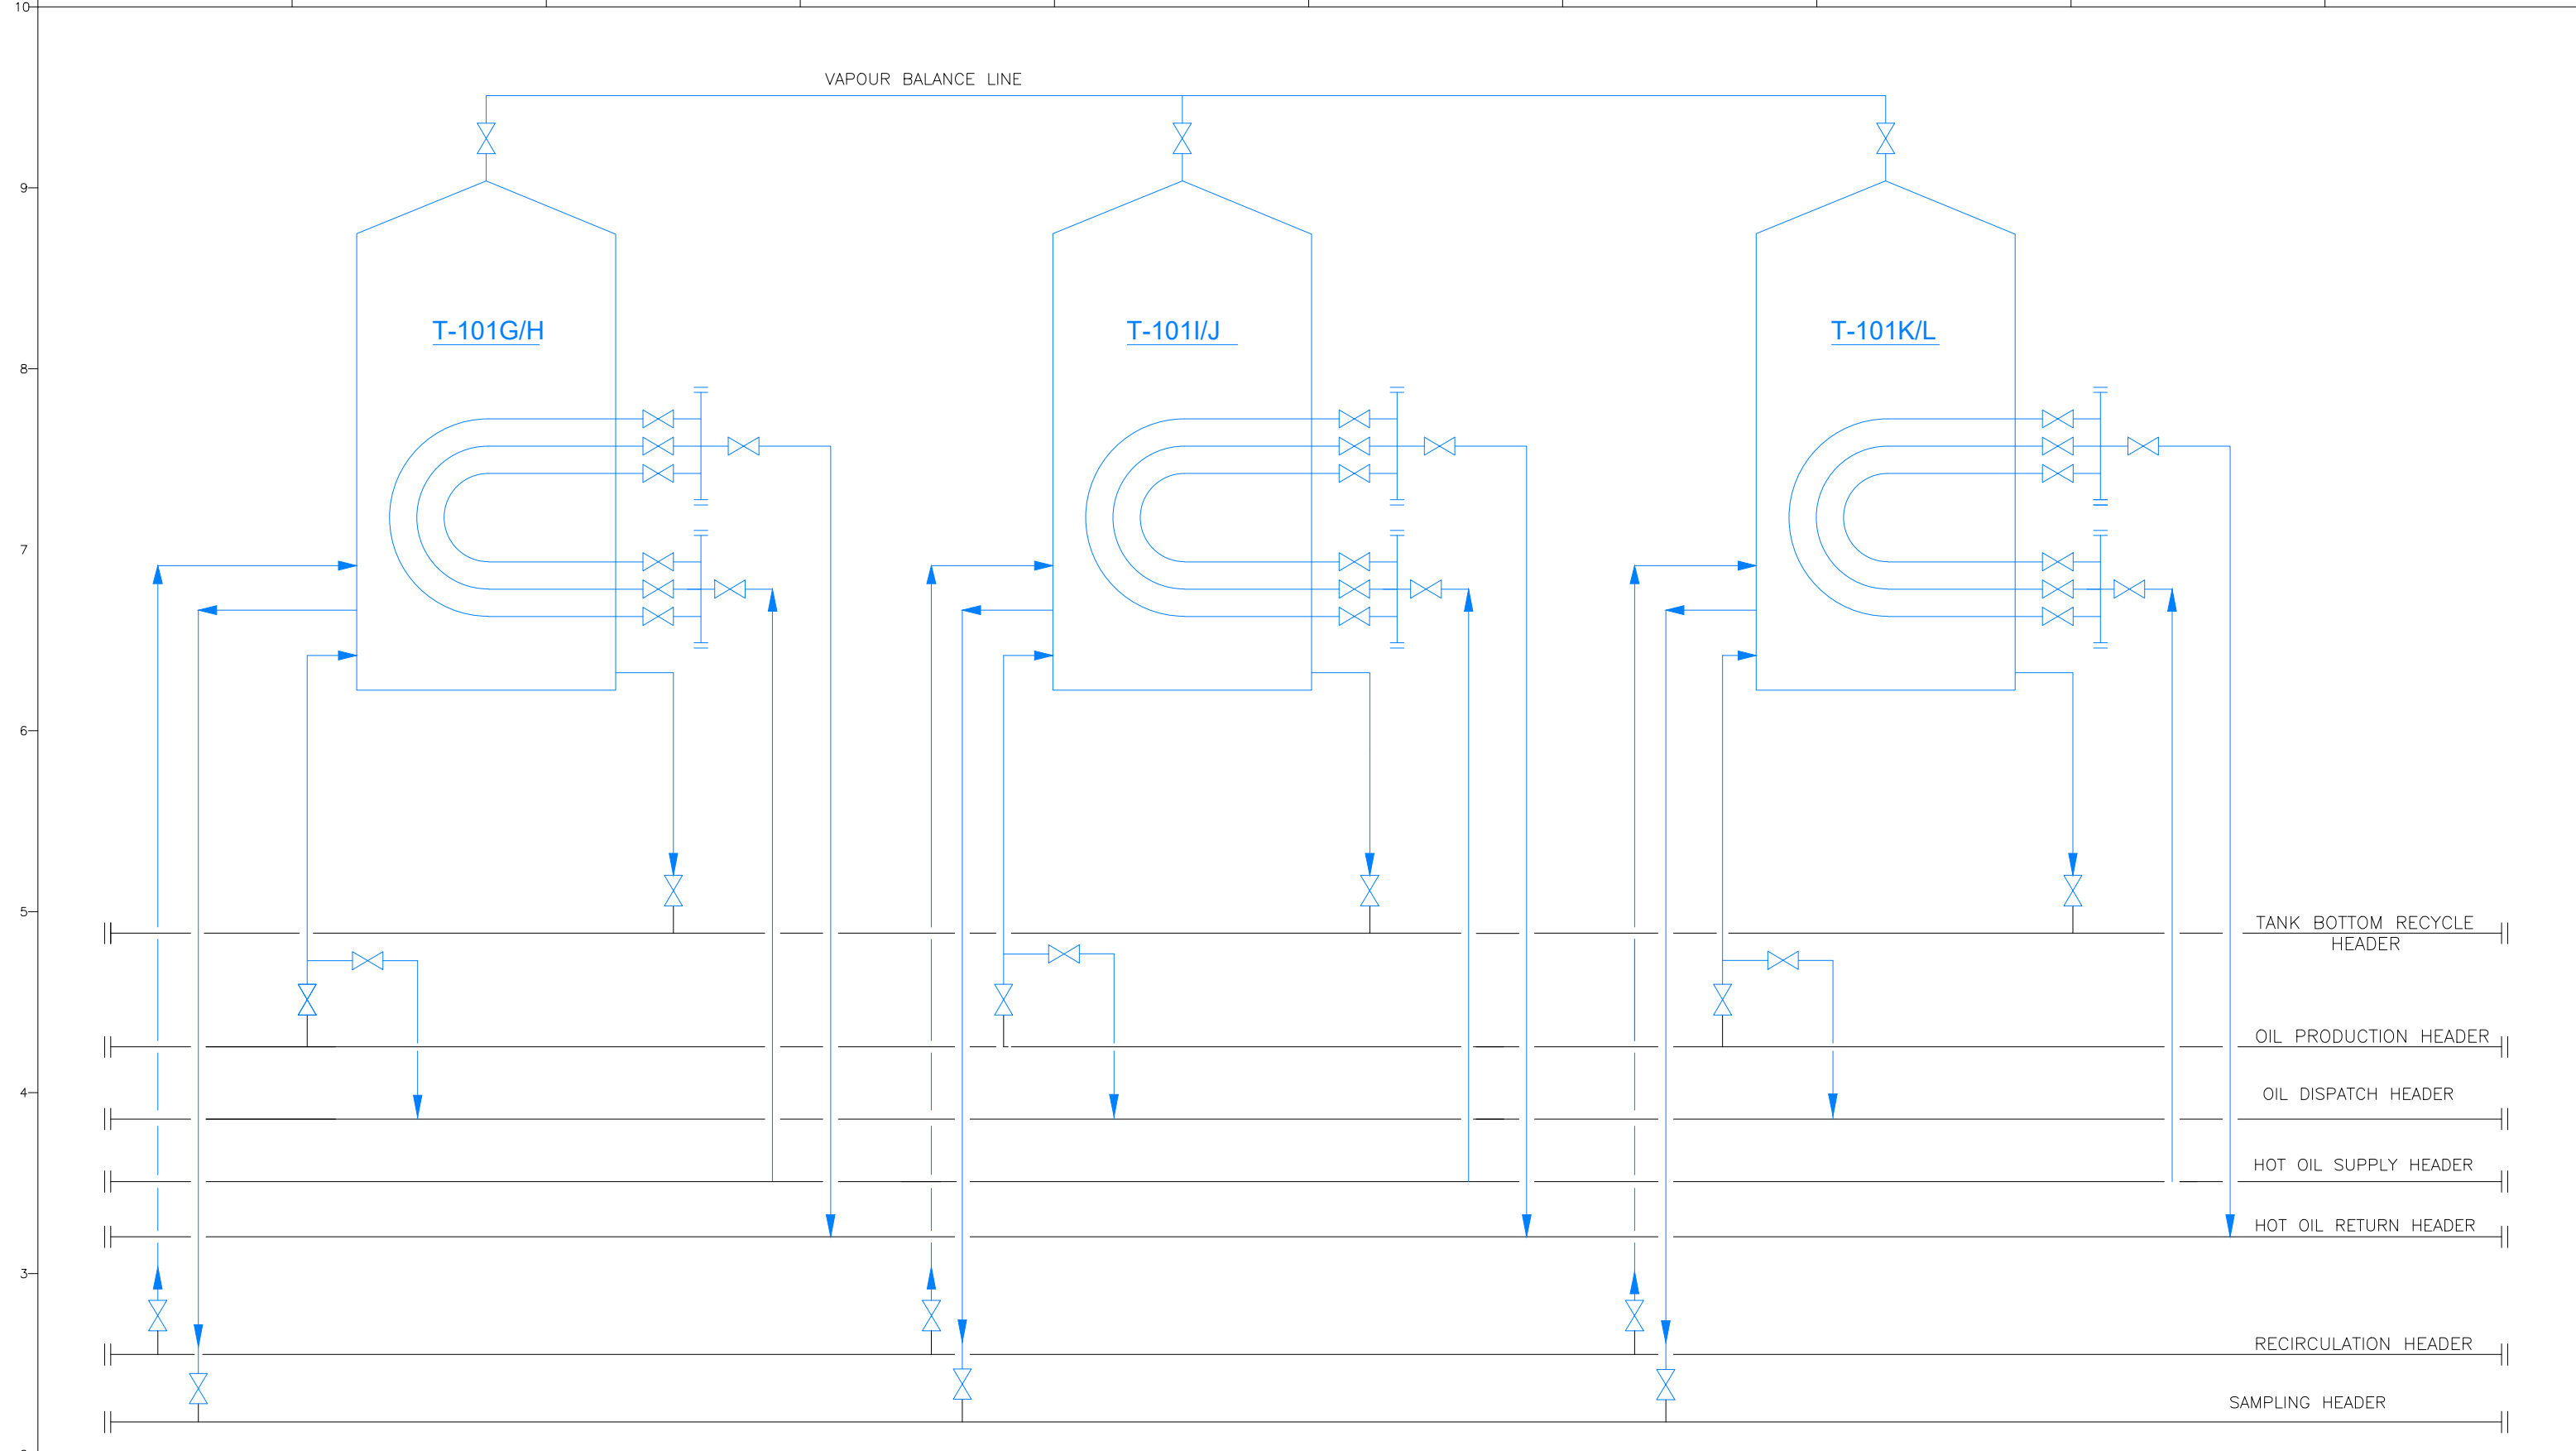 10
VAPOUR BALANCE LINE
9
T-101G/H
T-101I/J
T-101K/L
8
7
6
5
TANK BOTTOM RECYCLE
HEADER
OIL PRODUCTION HEADER
4
OIL DISPATCH HEADER
HOT OIL SUPPLY HEADER
HOT OIL RETURN HEADER
3
RECIRCULATION HEADER
SAMPLING HEADER